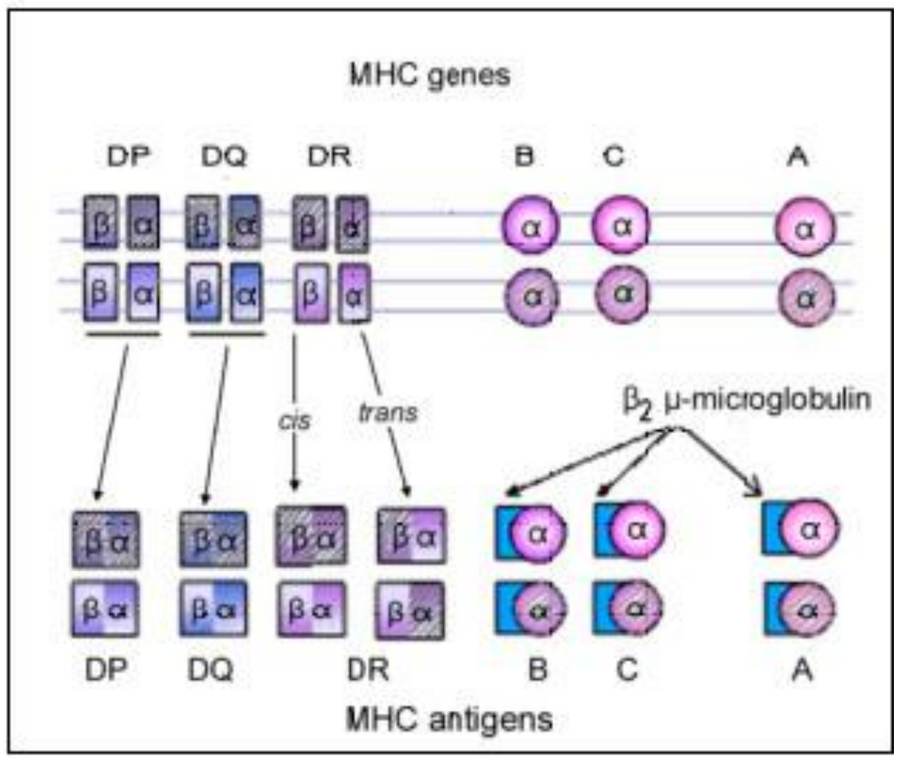 MHC genes
DP DQ DR B C A
β α β α β α α α α
β α β α β α α α α
cis trans
β2 μ-microglobulin
β α β α β α β α α α α
β α β α β α β α α α α
DP DQ DR B C A
MHC antigens